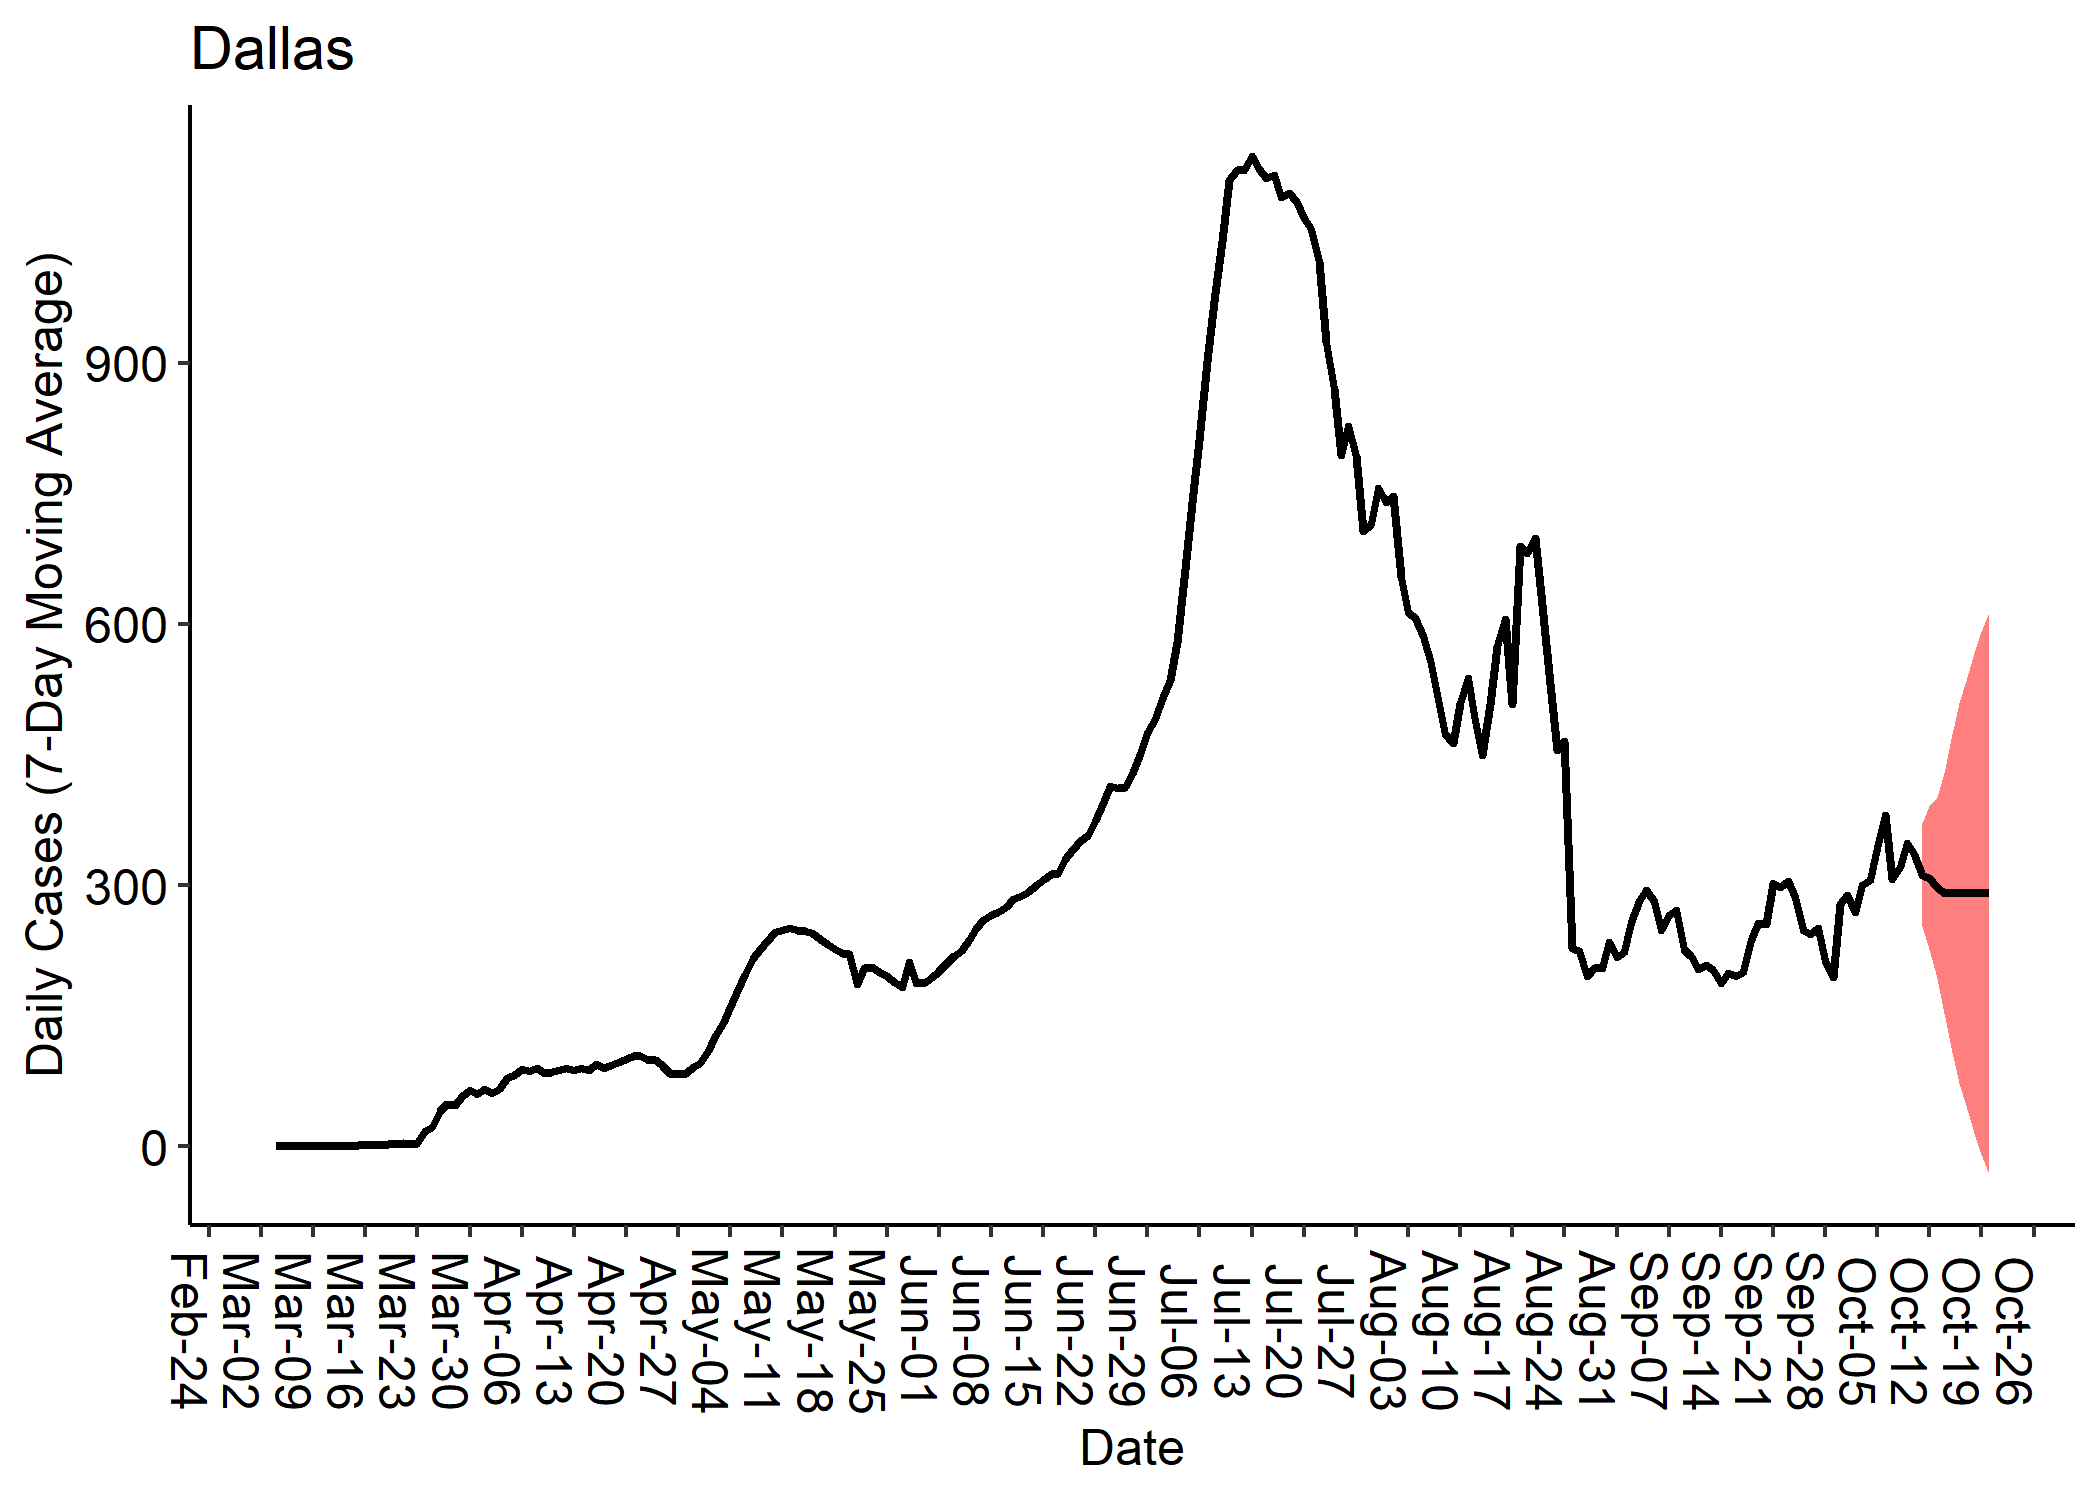 Dallas
Daily Cases (7-Day Moving Average)
900
600
300
0
Feb-24
Mar-02
Mar-09
Mar-16
Mar-23
Mar-30
Apr-06
Apr-13
Apr-20
Apr-27
May-04
May-11
May-18
May-25
Jun-01
Jun-08
Jun-15
Jun-22
Jun-29
Jul-06
Jul-13
Jul-20
Jul-27
Aug-03
Aug-10
Aug-17
Aug-24
Aug-31
Sep-07
Sep-14
Sep-21
Sep-28
Oct-05
Oct-12
Oct-19
Oct-26
Date